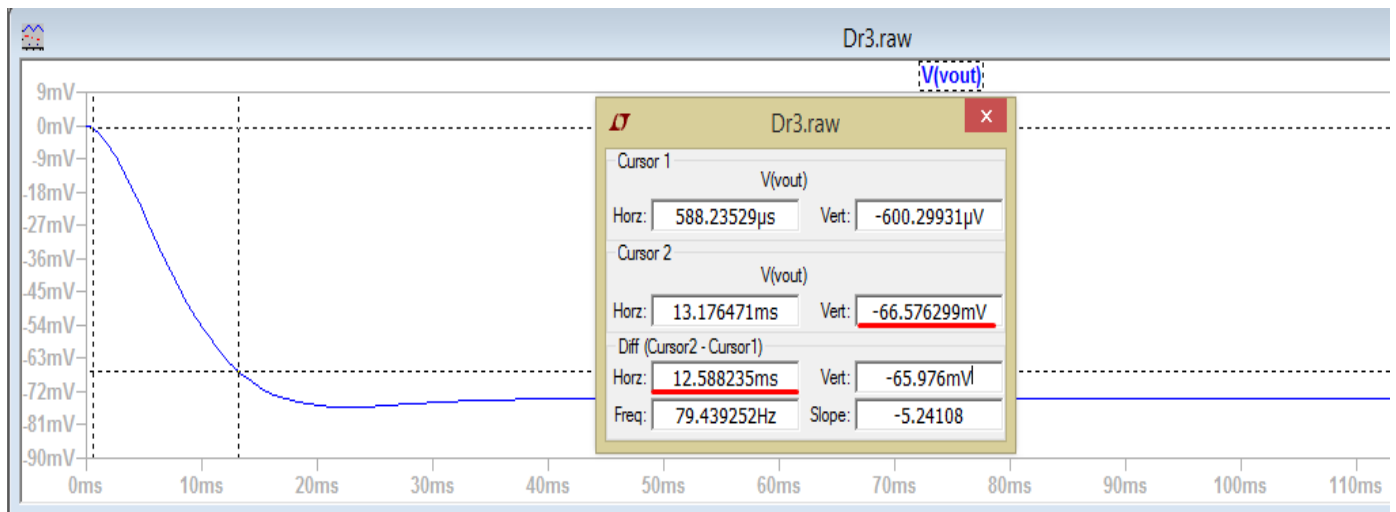 Dr3.raw
V(vout)
9mV
0mV
-9mV
-18mV
-27mV
-36mV
-45mV
-54mV
-63mV
-72mV
-81mV
-90mV
0ms 10ms 20ms 30ms 40ms 50ms 60ms 70ms 80ms 90ms 100ms 110ms
Dr3.raw
x
Cursor 1
V(vout)
Horz: 588.23529µs Vert: -600.29931µV
Cursor 2
V(vout)
Horz: 13.176471ms Vert: -66.576299mV
Diff (Cursor2 - Cursor1)
Horz: 12.588235ms Vert: -65.976mV
Freq: 79.439252Hz Slope: -5.24108